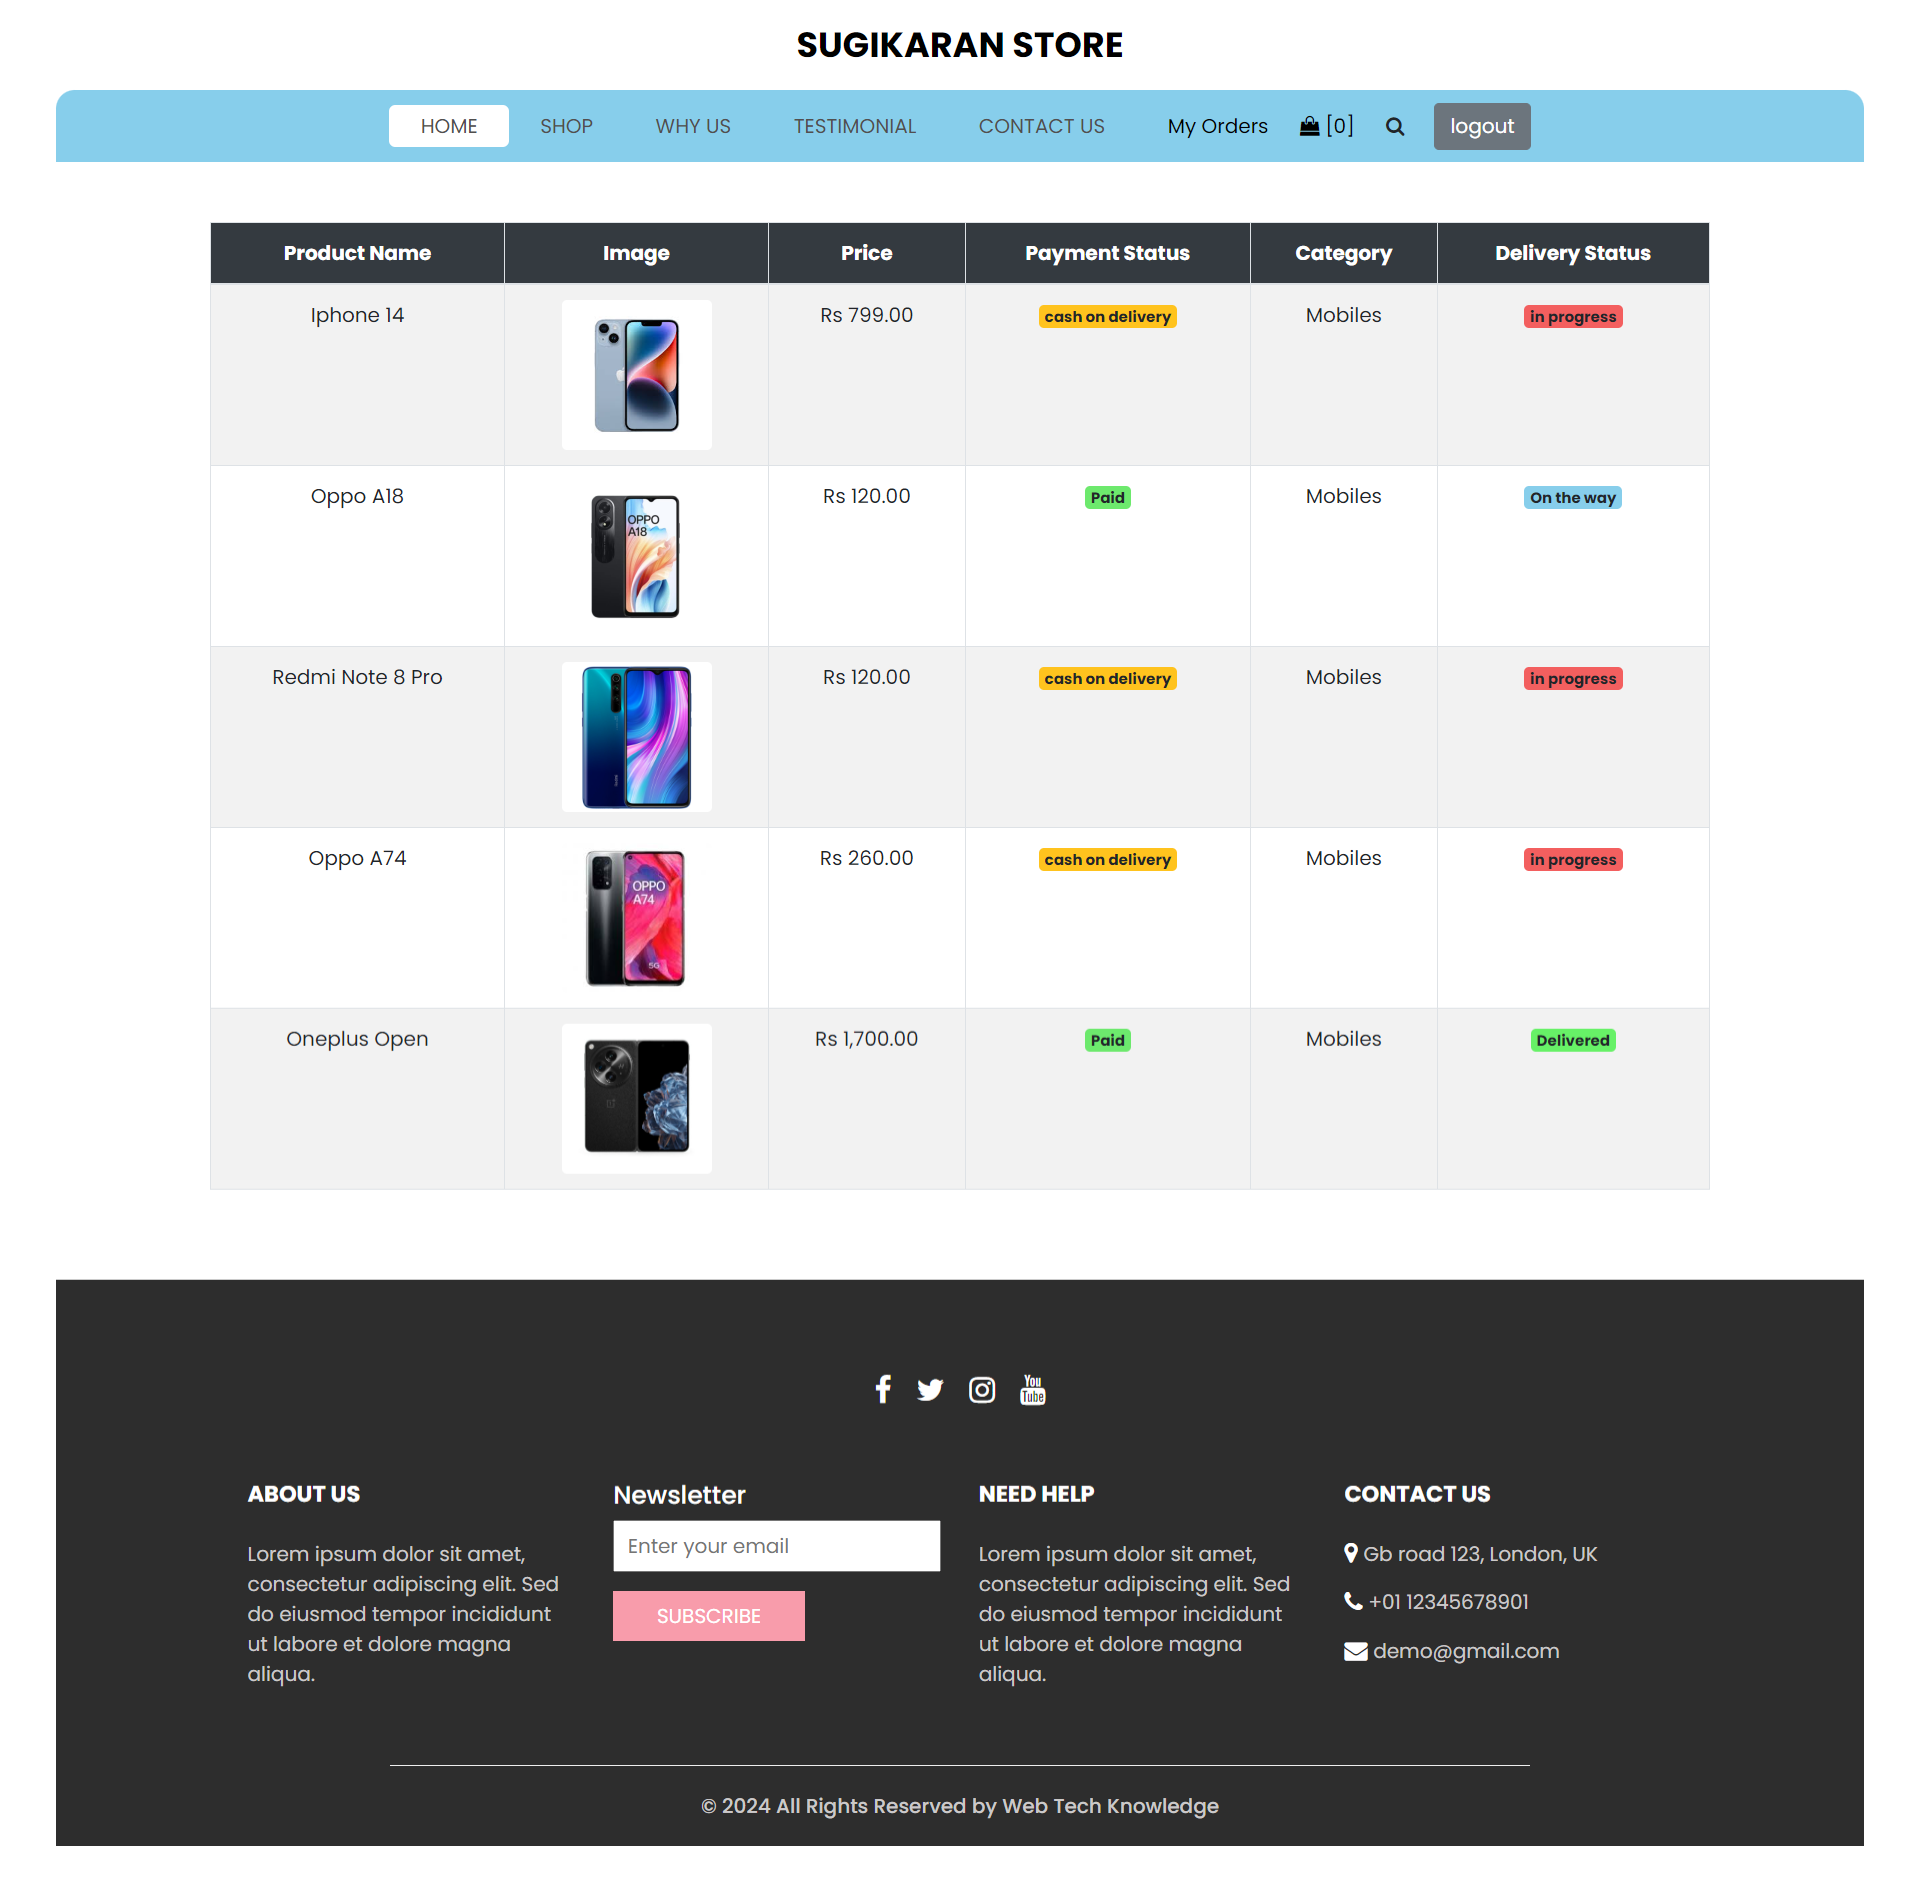 SUGIKARAN STORE
HOME SHOP WHY US TESTIMONIAL CONTACT US My Orders [0] logout
Product Name Image Price Payment Status Category Delivery Status
Iphone 14 Rs 799.00 cash on delivery Mobiles in progress
Oppo A18 Rs 120.00 Paid Mobiles On the way
OPPO
A18
Redmi Note 8 Pro Rs 120.00 cash on delivery Mobiles in progress
Oppo A74 Rs 260.00 cash on delivery Mobiles in progress
OPPO
A74
5G
Oneplus Open Rs 1,700.00 Paid Mobiles Delivered
You
Tube
ABOUT US
Lorem ipsum dolor sit amet,
consectetur adipiscing elit. Sed
do eiusmod tempor incididunt
ut labore et dolore magna
aliqua.
Newsletter
Enter your email
SUBSCRIBE
NEED HELP
Lorem ipsum dolor sit amet,
consectetur adipiscing elit. Sed
do eiusmod tempor incididunt
ut labore et dolore magna
aliqua.
CONTACT US
Gb road 123, London, UK
+01 12345678901
demo@gmail.com
© 2024 All Rights Reserved by Web Tech Knowledge